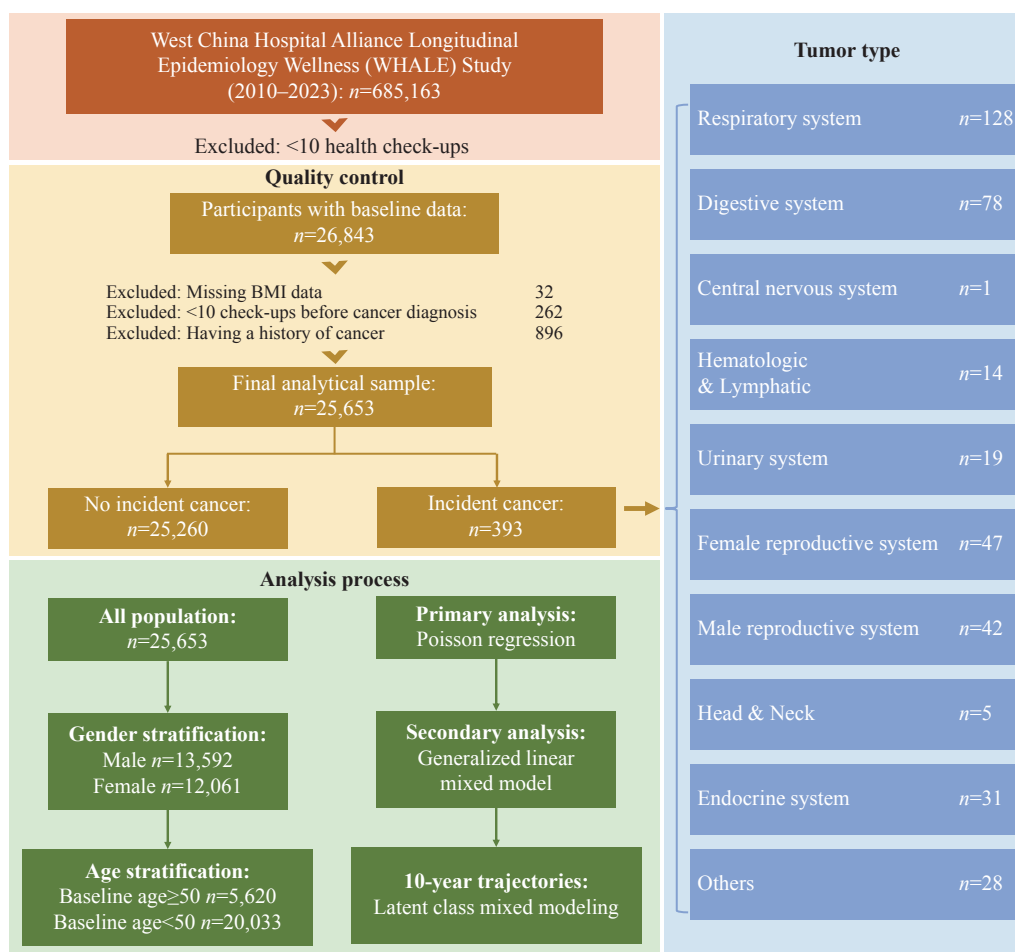 West China Hospital Alliance Longitudinal
Epidemiology Wellness (WHALE) Study
(2010–2023): n=685,163
Excluded: <10 health check-ups
Quality control
Participants with baseline data:
n=26,843
Excluded: Missing BMI data 32
Excluded: <10 check-ups before cancer diagnosis 262
Excluded: Having a history of cancer 896
Final analytical sample:
n=25,653
No incident cancer:
n=25,260
Incident cancer:
n=393
Analysis process
All population:
n=25,653
Gender stratification:
Male n=13,592
Female n=12,061
Age stratification:
Baseline age≥50 n=5,620
Baseline age<50 n=20,033
Primary analysis:
Poisson regression
Secondary analysis:
Generalized linear
mixed model
10-year trajectories:
Latent class mixed modeling
Tumor type
Respiratory system n=128
Digestive system n=78
Central nervous system n=1
Hematologic
& Lymphatic n=14
Urinary system n=19
Female reproductive system n=47
Male reproductive system n=42
Head & Neck n=5
Endocrine system n=31
Others n=28